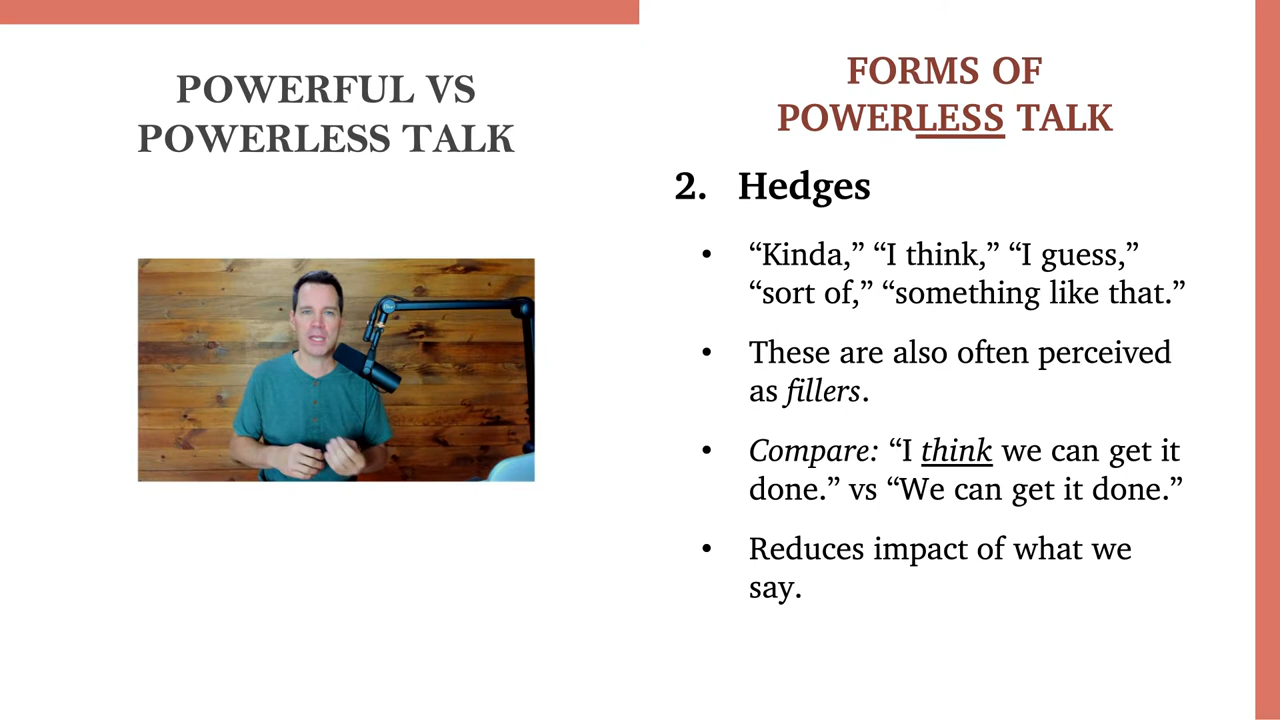 POWERFUL VS
POWERLESS TALK
FORMS OF
POWERLESS TALK
2. Hedges
• “Kinda,” “I think,” “I guess,”
“sort of,” “something like that.”
• These are also often perceived
as fillers.
• Compare: “I think we can get it
done.” vs “We can get it done.”
• Reduces impact of what we
say.